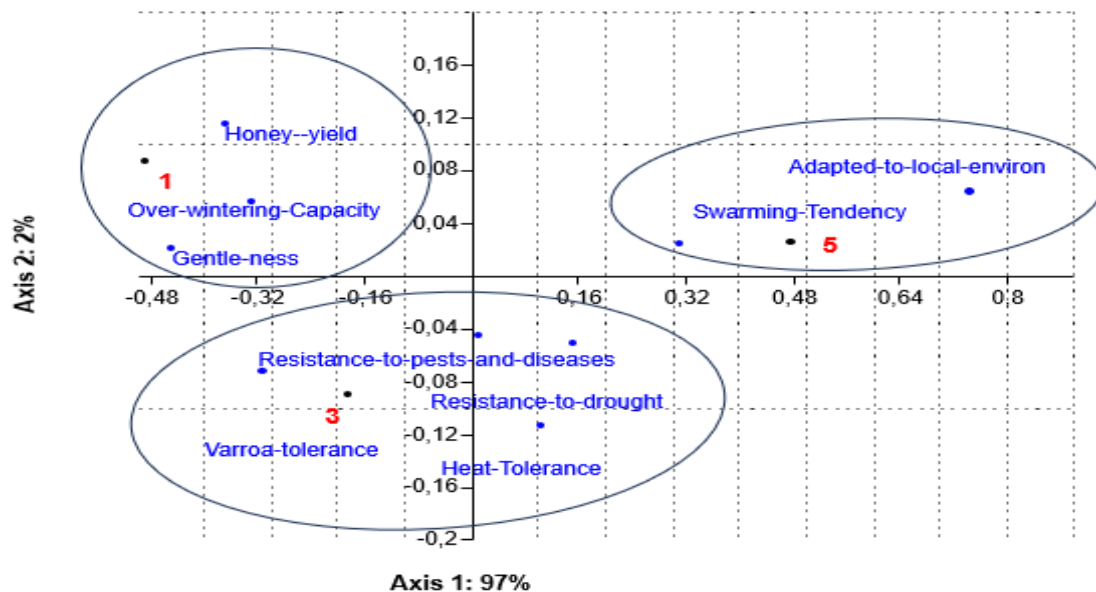 0,16
0,12
Honey--yield
0,08
Adapted-to-local-environ
1
Over-wintering-Capacity
0,04
Swarming-Tendency
5
Gentle-ness
-0,48 -0,32 -0,16 0,16 0,32 0,48 0,64 0,8
-0,04
Resistance-to-pests-and-diseases
-0,08
Resistance-to-drought
3
-0,12
Varroa-tolerance
Heat-Tolerance
-0,16
-0,2
Axis 2: 2%
Axis 1: 97%